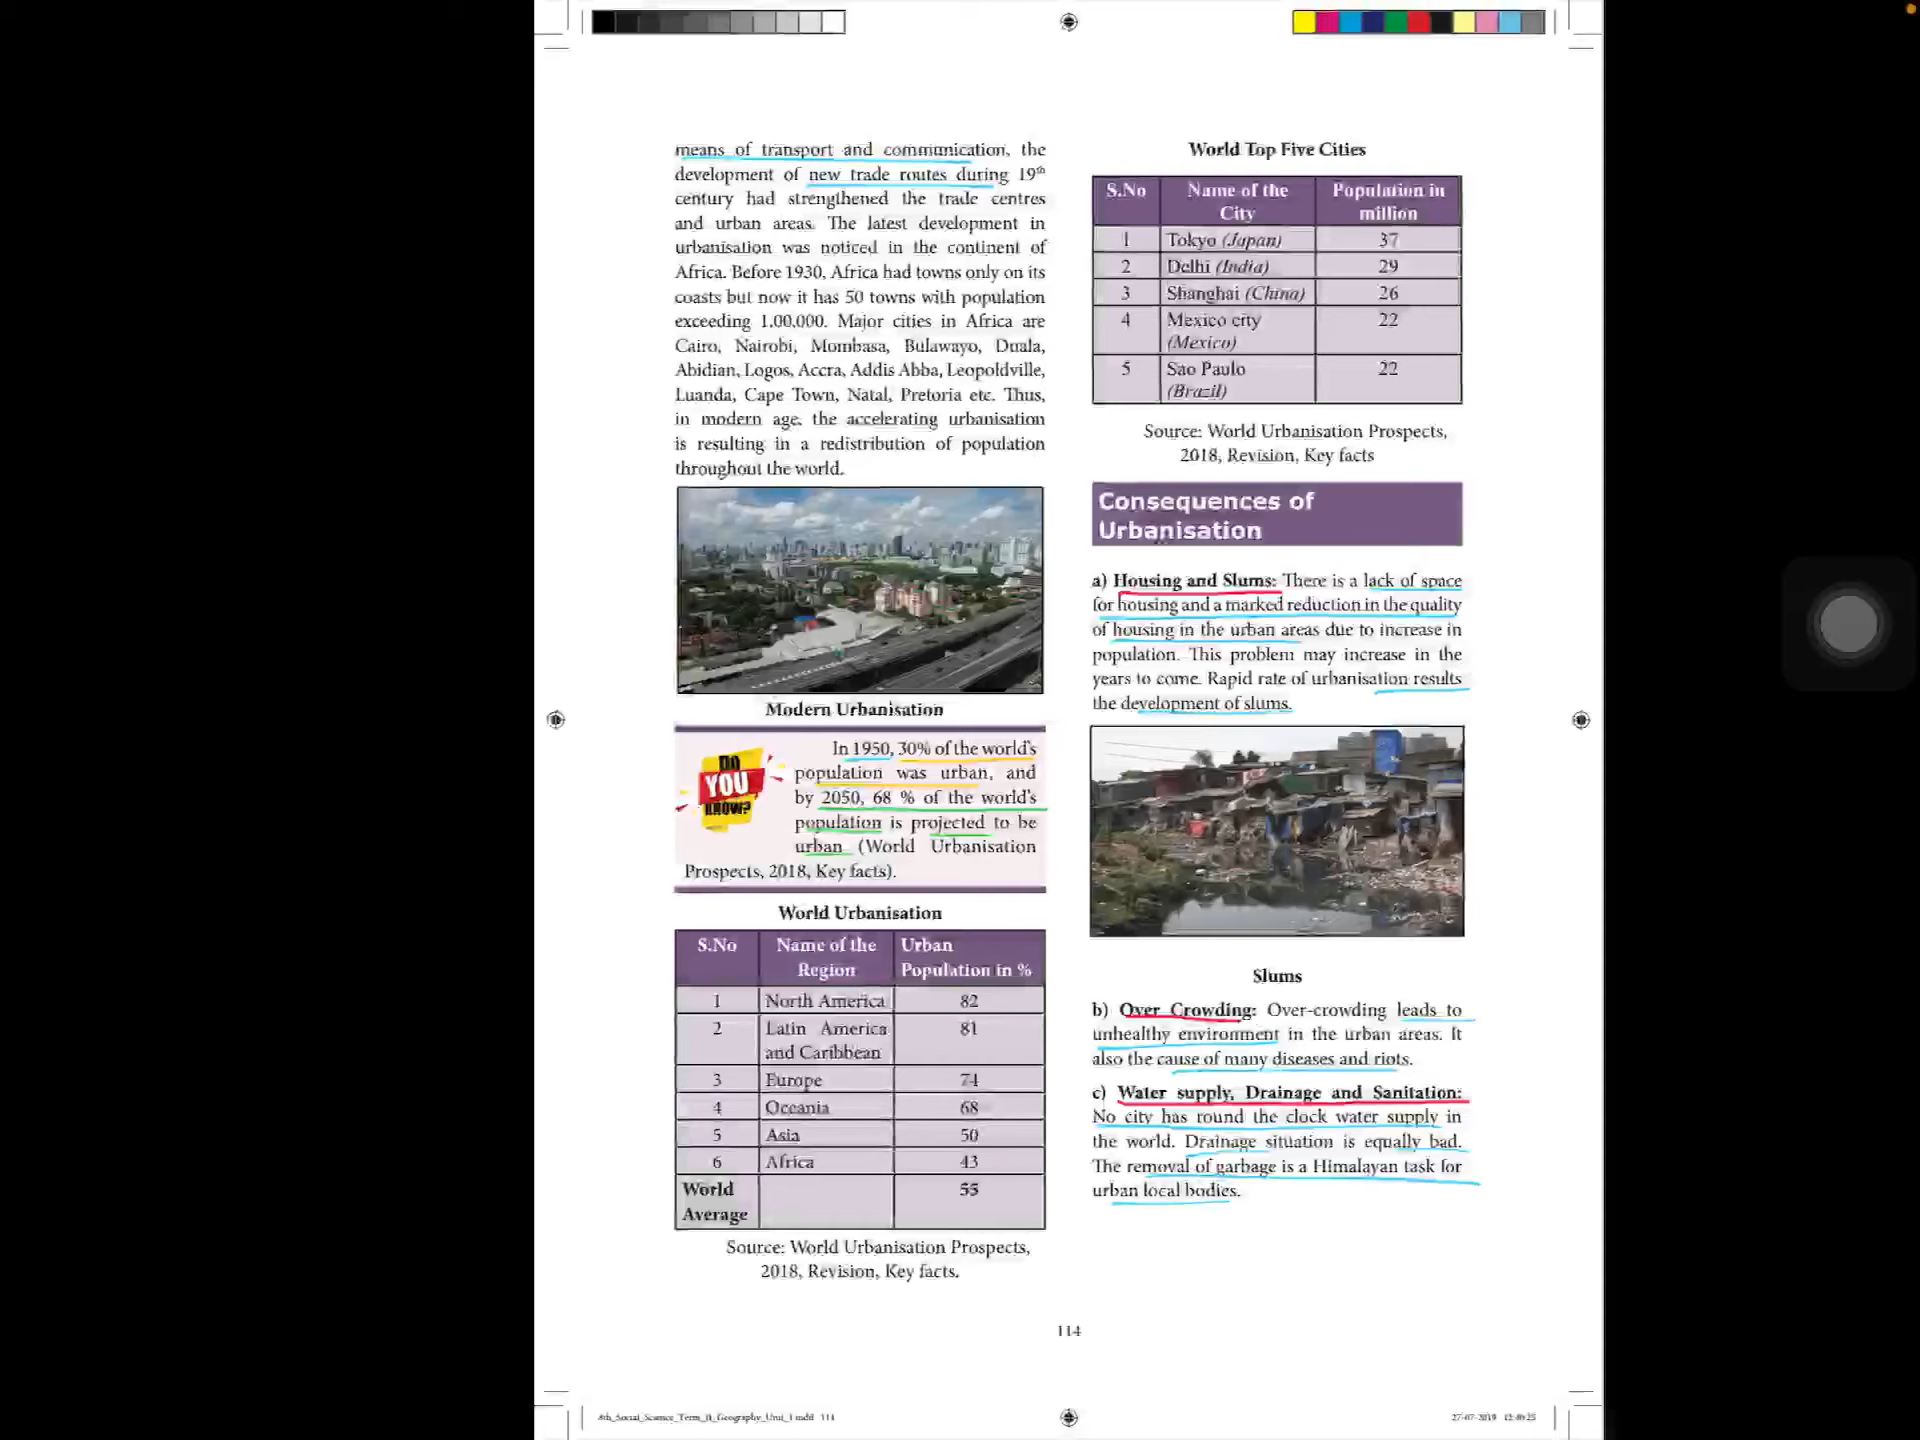 means of transport and communication, the
development of new trade routes during 19th
century had strengthened the trade centres
and urban areas. The latest development in
urbanisation was noticed in the continent of
Africa. Before 1930, Africa had towns only on its
coasts but now it has 50 towns with population
exceeding 1,00,000. Major cities in Africa are
Cairo, Nairobi, Mombasa, Bulawayo, Duala,
Abidian, Logos, Accra, Addis Abba, Leopoldville,
Luanda, Cape Town, Natal, Pretoria etc. Thus,
in modern age, the accelerating urbanisation
is resulting in a redistribution of population
throughout the world.
Modern Urbanisation
DO
YOU
KNOW?
In 1950, 30% of the world's
population was urban, and
by 2050, 68 % of the world's
population is projected to be
urban (World Urbanisation
Prospects, 2018, Key facts).
World Urbanisation
S.No Name of the Region Urban Population in %
1 North America 82
2 Latin America and Caribbean 81
3 Europe 74
4 Oceania 68
5 Asia 50
6 Africa 43
World Average 55
Source: World Urbanisation Prospects,
2018, Revision, Key facts.
World Top Five Cities
S.No Name of the City Population in million
1 Tokyo (Japan) 37
2 Delhi (India) 29
3 Shanghai (China) 26
4 Mexico city (Mexico) 22
5 Sao Paulo (Brazil) 22
Source: World Urbanisation Prospects,
2018, Revision, Key facts
Consequences of
Urbanisation
a) Housing and Slums: There is a lack of space
for housing and a marked reduction in the quality
of housing in the urban areas due to increase in
population. This problem may increase in the
years to come. Rapid rate of urbanisation results
the development of slums.
Slums
b) Over Crowding: Over-crowding leads to
unhealthy environment in the urban areas. It
also the cause of many diseases and riots.
c) Water supply, Drainage and Sanitation:
No city has round the clock water supply in
the world. Drainage situation is equally bad.
The removal of garbage is a Himalayan task for
urban local bodies.
114
8th_Social_Science_Term_II_Geography_Unit_1.indd 114
27-07-2019 12:40:25